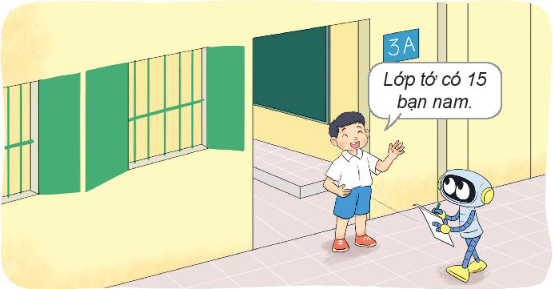 3A
Lớp tớ có 15
bạn nam.